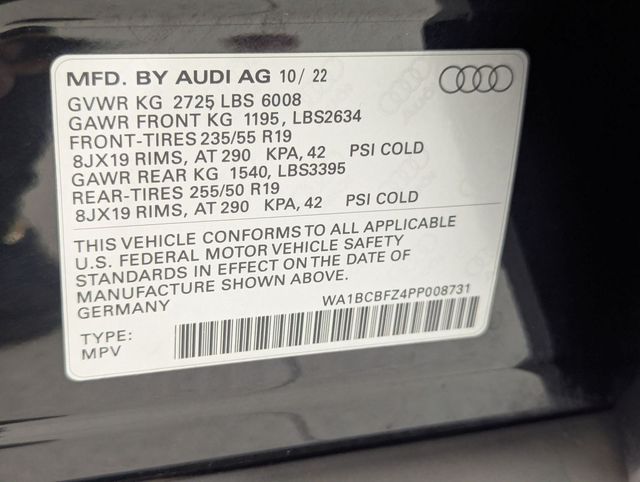 MFD. BY AUDI AG 10/ 22
GVWR KG 2725 LBS 6008
GAWR FRONT KG 1195, LBS2634
FRONT-TIRES 235/55 R19
8JX19 RIMS, AT 290 KPA, 42 PSI COLD
GAWR REAR KG 1540, LBS3395
REAR-TIRES 255/50 R19
8JX19 RIMS, AT 290 KPA, 42 PSI COLD
THIS VEHICLE CONFORMS TO ALL APPLICABLE
U.S. FEDERAL MOTOR VEHICLE SAFETY
STANDARDS IN EFFECT ON THE DATE OF
MANUFACTURE SHOWN ABOVE.
GERMANY
WA1BCBFZ4PP008731
TYPE:
MPV